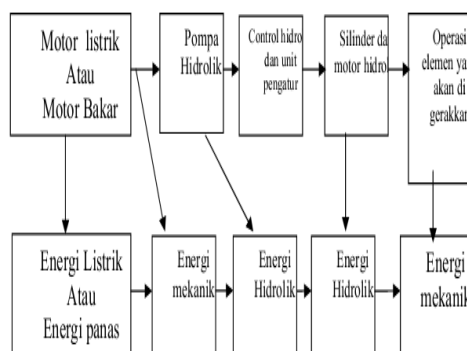 Motor listrik
Atau
Motor Bakar
Pompa
Hidrolik
Control hidro
dan unit
pengatur
Silinder da
motor hidro
Operasi
elemen ya
akan di
gerakkan
Energi Listrik
Atau
Energi panas
Energi
mekanik
Energi
Hidrolik
Energi
Hidrolik
Energi
mekanik